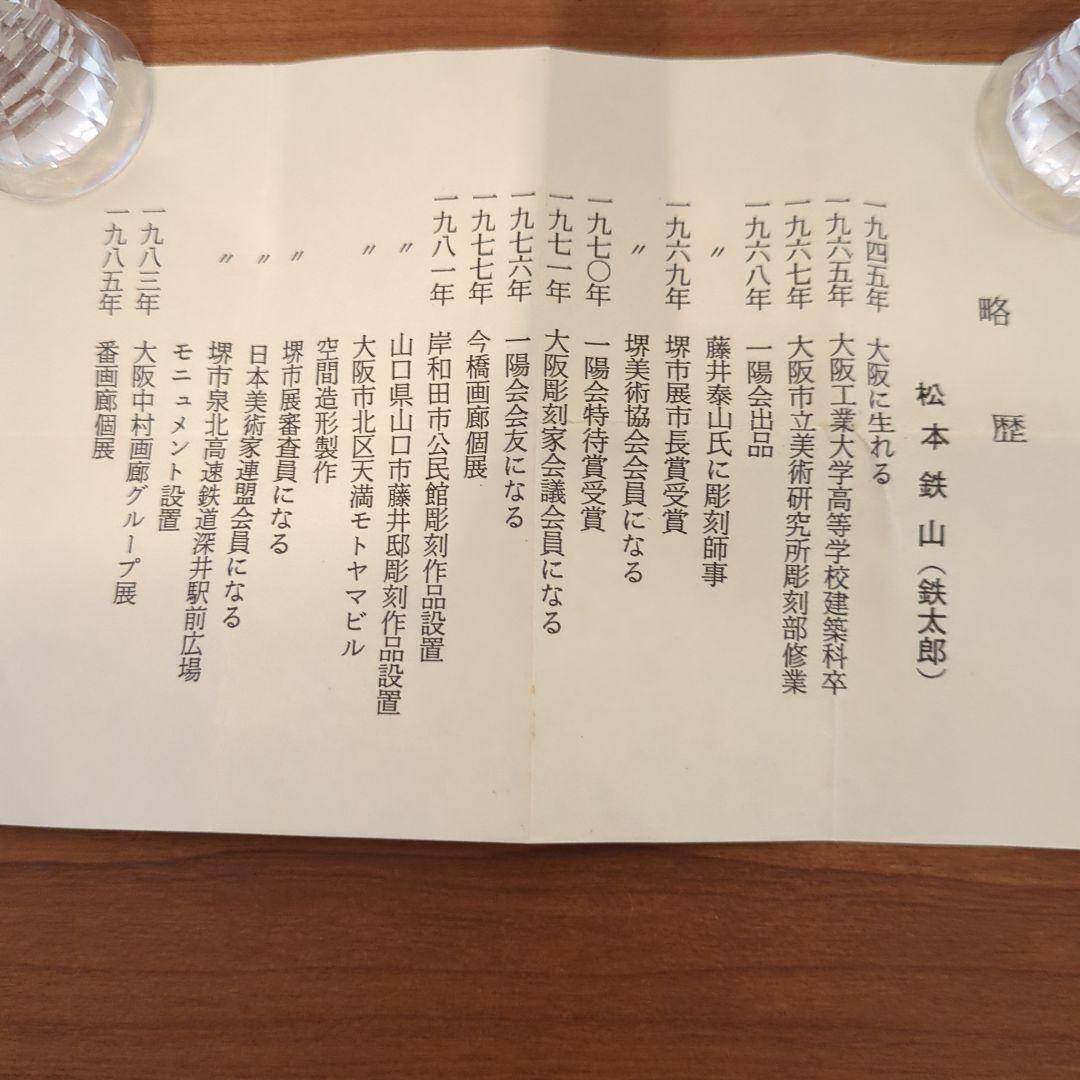 略歴
松本鉄山（鉄太郎）
一九四五年　大阪に生れる
一九六五年　大阪工業大学高等学校建築科卒
一九六七年　大阪市立美術研究所彫刻部修業
一九六八年　一陽会出品
〃　藤井泰山氏に彫刻師事
一九六九年　堺市展市長賞受賞
〃　堺美術協会会員になる
一九七〇年　一陽会特待賞受賞
一九七一年　大阪彫刻家会議会員になる
一九七六年　一陽会会友になる
一九七七年　今橋画廊個展
一九八一年　岸和田市公民館彫刻作品設置
〃　山口県山口市藤井邸彫刻作品設置
〃　大阪市北区天満モトヤマビル
空間造形製作
〃　堺市展審査員になる
〃　日本美術家連盟会員になる
〃　堺市泉北高速鉄道深井駅前広場
モニュメント設置
一九八三年　大阪中村画廊グループ展
一九八五年　番画廊個展